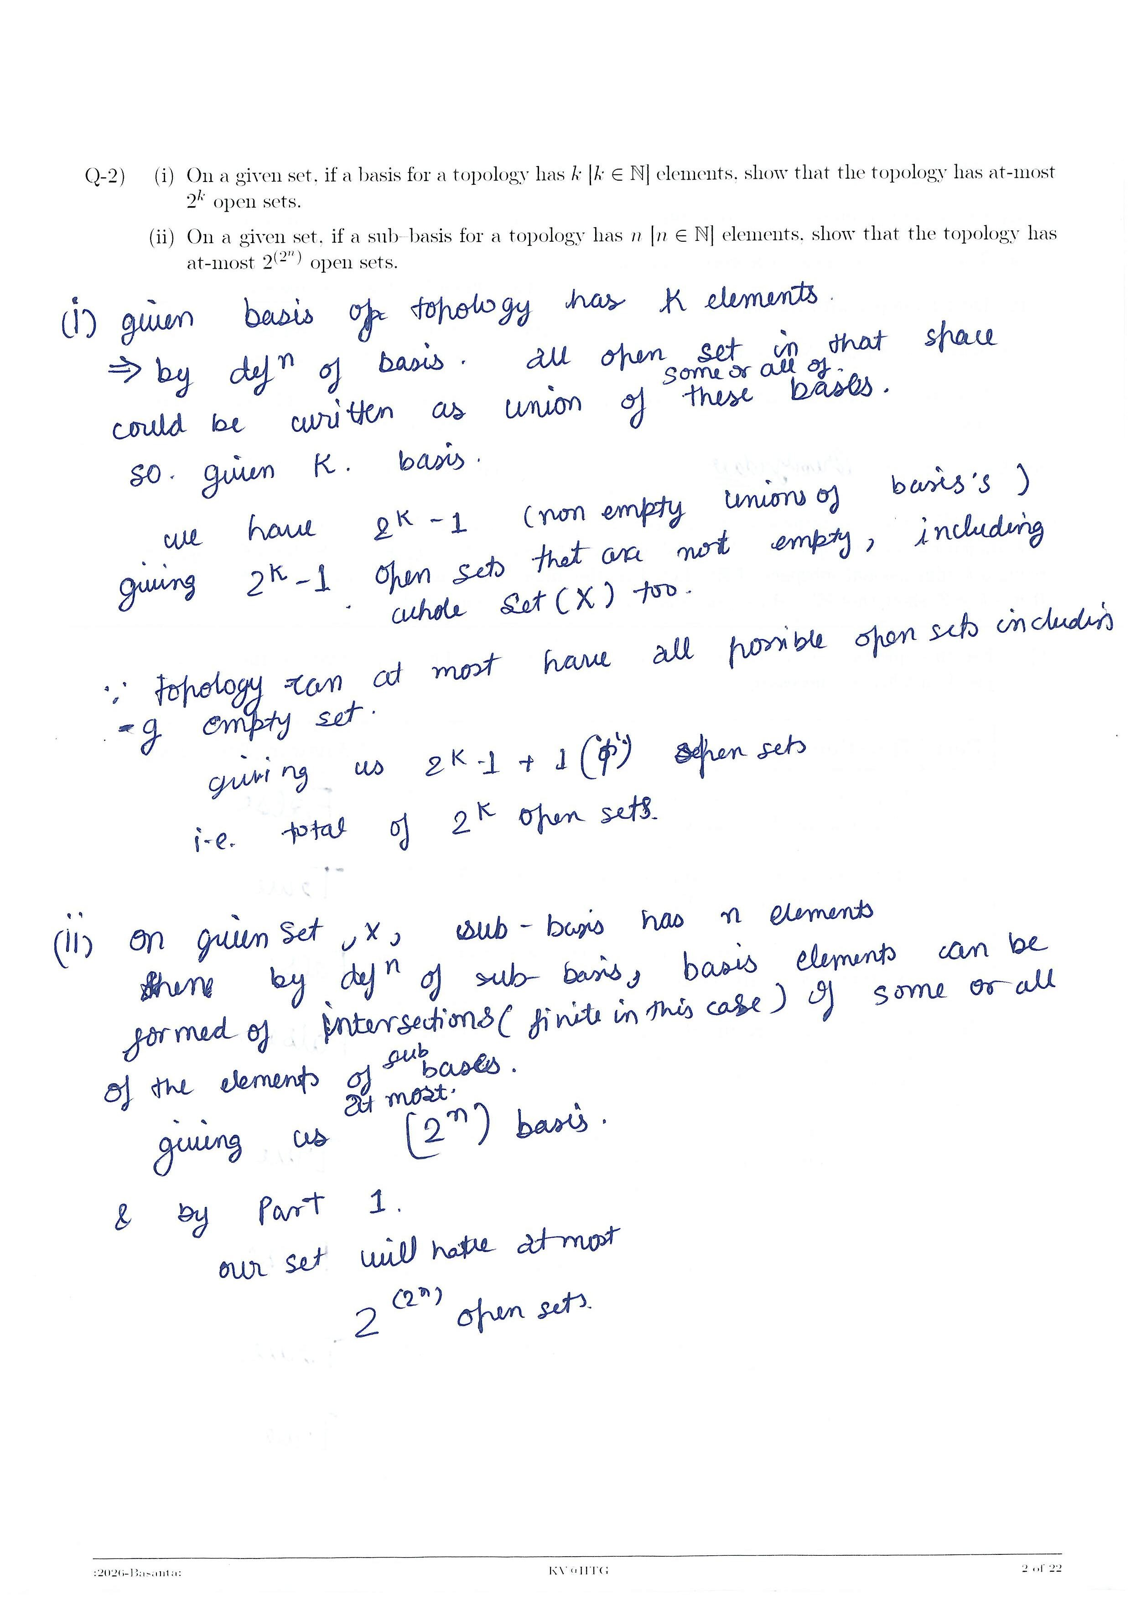 Q-2) (i) On a given set, if a basis for a topology has k [k ∈ ℕ] elements, show that the topology has at-most
2^k open sets.
(ii) On a given set, if a sub-basis for a topology has n [n ∈ ℕ] elements, show that the topology has
at-most 2^(2^n) open sets.
(i) given basis of topology has K elements.
⇒ by defn of basis. all open set in that space
could be written as union of some or all of these bases.
so. given K. basis.
we have 2^K - 1 (non empty unions of basis's)
giving 2^K - 1 open sets that are not empty, including
whole set (X) too.
∵ topology can at most have all possible open sets includin
-g empty set.
giving us 2^K - 1 + 1 (ϕ) open sets
i.e. total of 2^K open sets.
(ii) on given set, X, sub-basis has n elements
then by defn of sub-basis, basis elements can be
formed of intersections (finite in this case) of some or all
of the elements of sub bases.
giving us at most. (2^n) basis.
& by Part 1.
our set will have at most
2^(2^n) open sets.
:2026-Basanta: 2 of 22